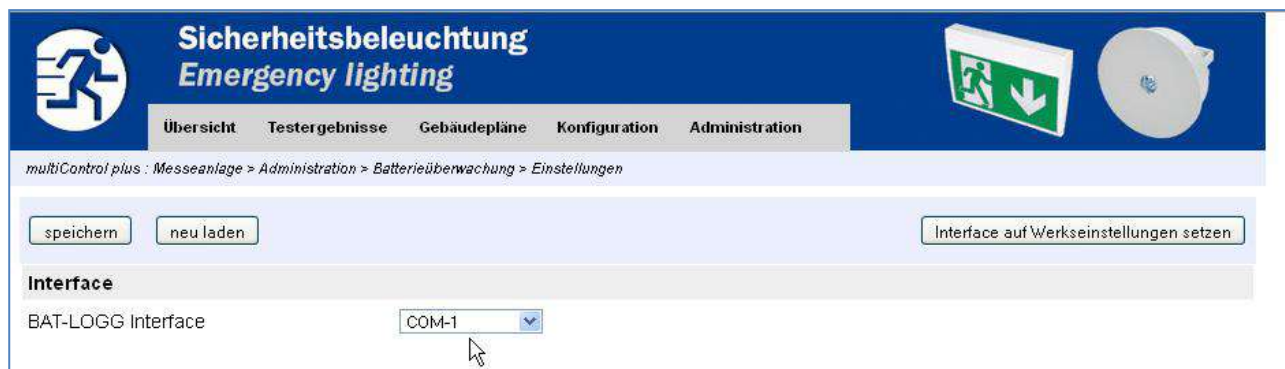 Sicherheitsbeleuchtung
Emergency lighting
Übersicht Testergebnisse Gebäudepläne Konfiguration Administration
multiControl plus : Messeanlage > Administration > Batterieüberwachung > Einstellungen
speichern neu laden Interface auf Werkseinstellungen setzen
Interface
BAT-LOGG Interface COM-1